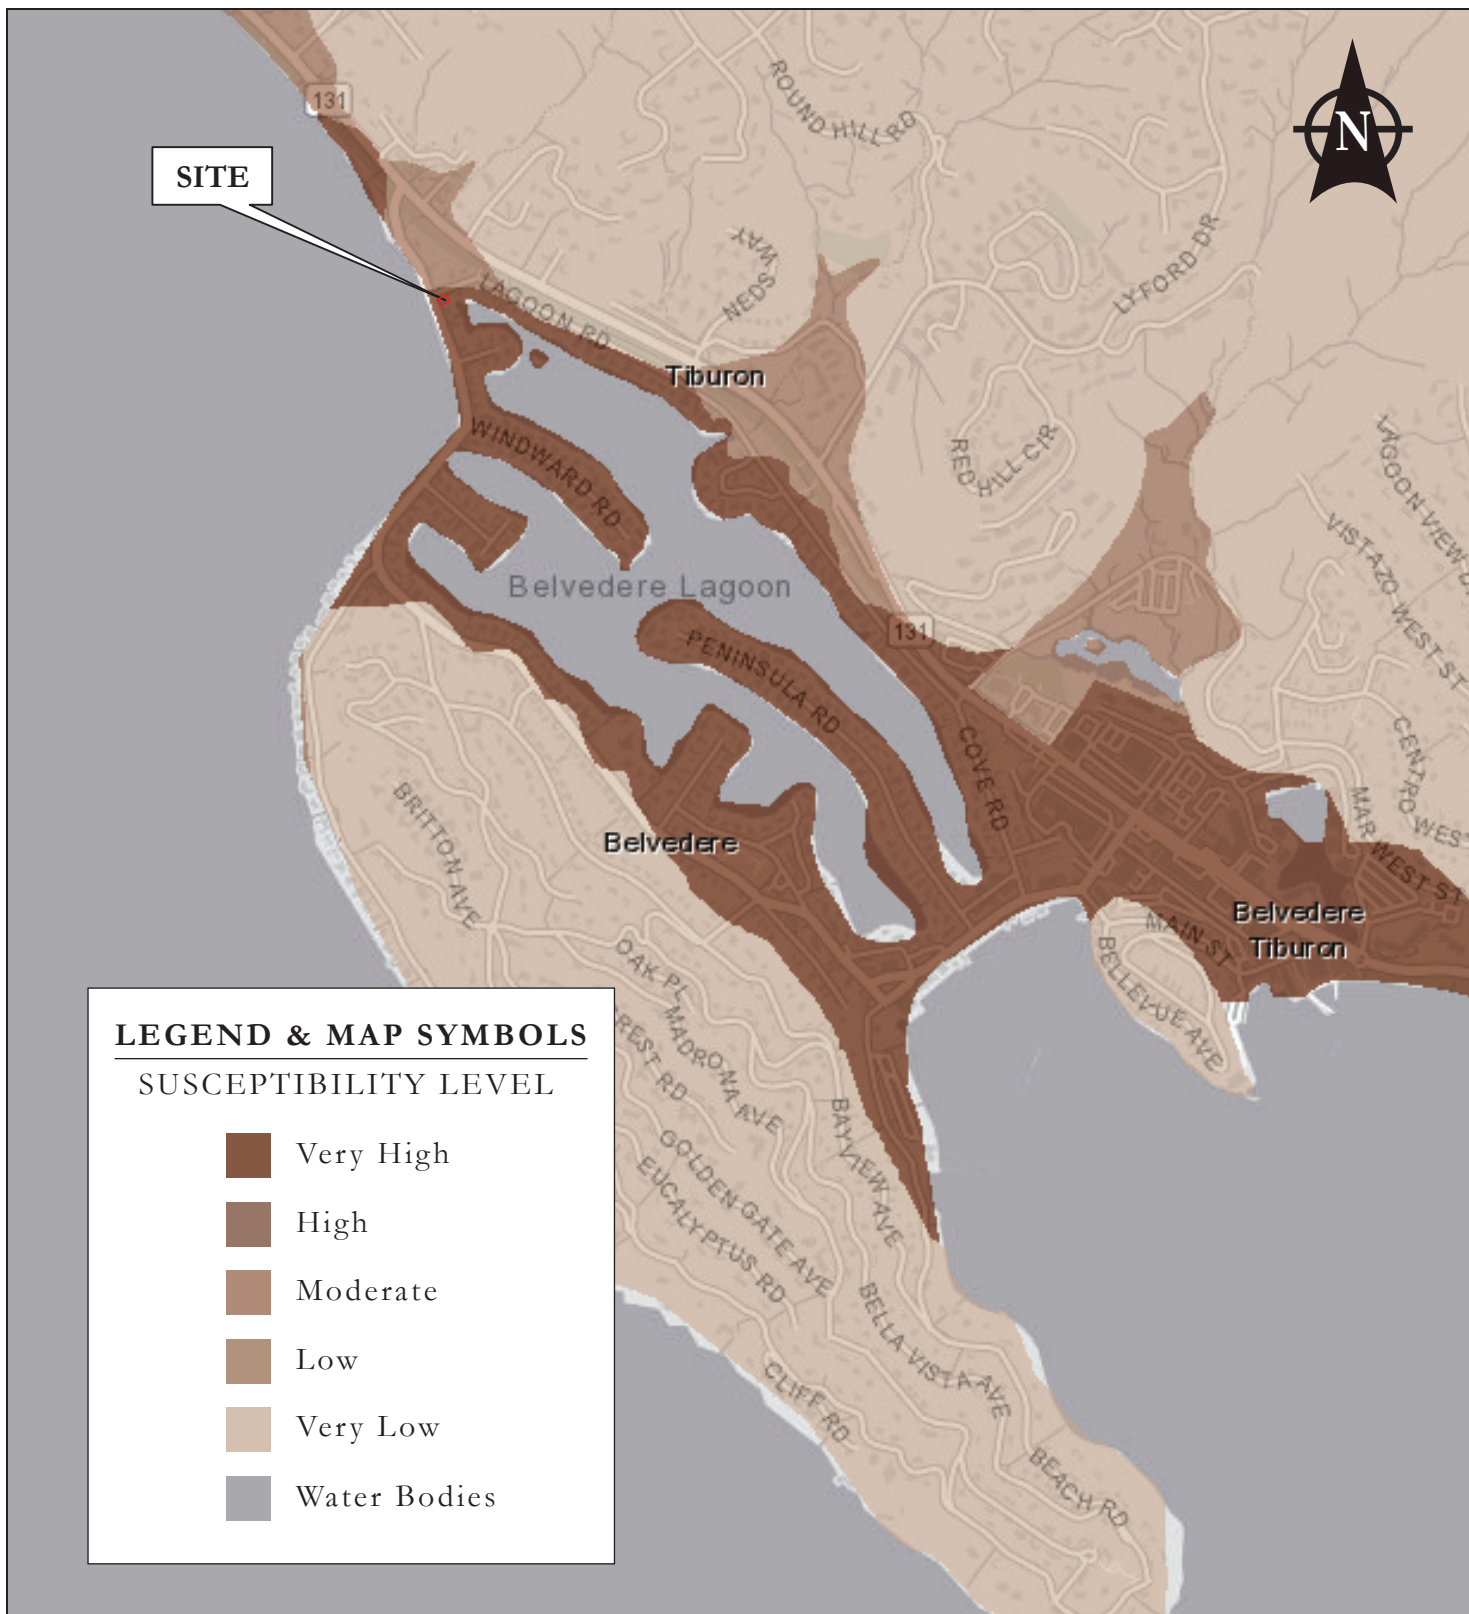 131
ROUND HILL RD
N
SITE
NEDS WAY
LYFORD DR
LAGOON RD
Tiburon
WINDWARD RD
RED HILL CIR
LAGOON VIEW D
VISTAZO WEST ST
Belvedere Lagoon
131
PENINSULA RD
COVE RD
CENTRO WEST
MAR WEST ST
BRITTON AVE
Belvedere
Belvedere
Tiburon
MAIN ST
BELLEVUE AVE
OAK PL
MADRONA AVE
REST RD
BAYVIEW AVE
GOLDEN GATE AVE
EUCALYPTUS RD
BELLA VISTA AVE
CLIFF RD
BEACH RD
LEGEND & MAP SYMBOLS
SUSCEPTIBILITY LEVEL
Very High
High
Moderate
Low
Very Low
Water Bodies